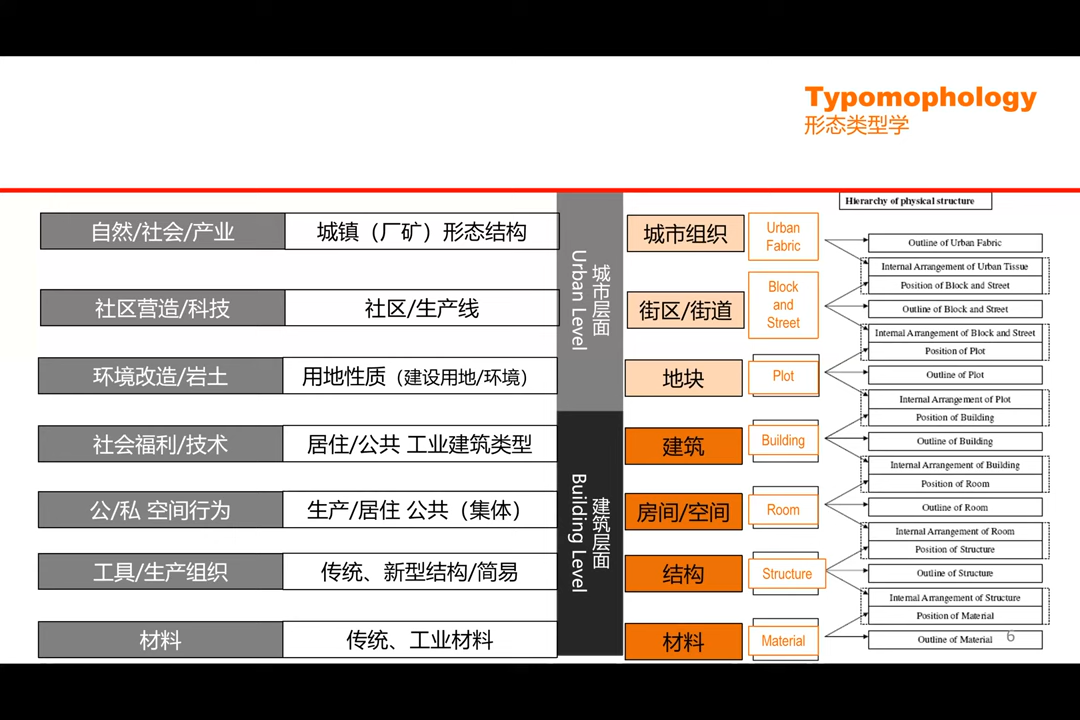 Typomophology
形态类型学
Hierarchy of physical structure
自然/社会/产业
城镇（厂矿）形态结构
社区营造/科技
社区/生产线
环境改造/岩土
用地性质（建设用地/环境）
社会福利/技术
居住/公共 工业建筑类型
公/私 空间行为
生产/居住 公共（集体）
工具/生产组织
传统、新型结构/简易
材料
传统、工业材料
城市层面
Urban Level
建筑层面
Building Level
城市组织
Urban
Fabric
街区/街道
Block
and
Street
地块
Plot
建筑
Building
房间/空间
Room
结构
Structure
材料
Material
Outline of Urban Fabric
Internal Arrangement of Urban Tissue
Position of Block and Street
Outline of Block and Street
Internal Arrangement of Block and Street
Position of Plot
Outline of Plot
Internal Arrangement of Plot
Position of Building
Outline of Building
Internal Arrangement of Building
Position of Room
Outline of Room
Internal Arrangement of Room
Position of Structure
Outline of Structure
Internal Arrangement of Structure
Position of Material
Outline of Material
6